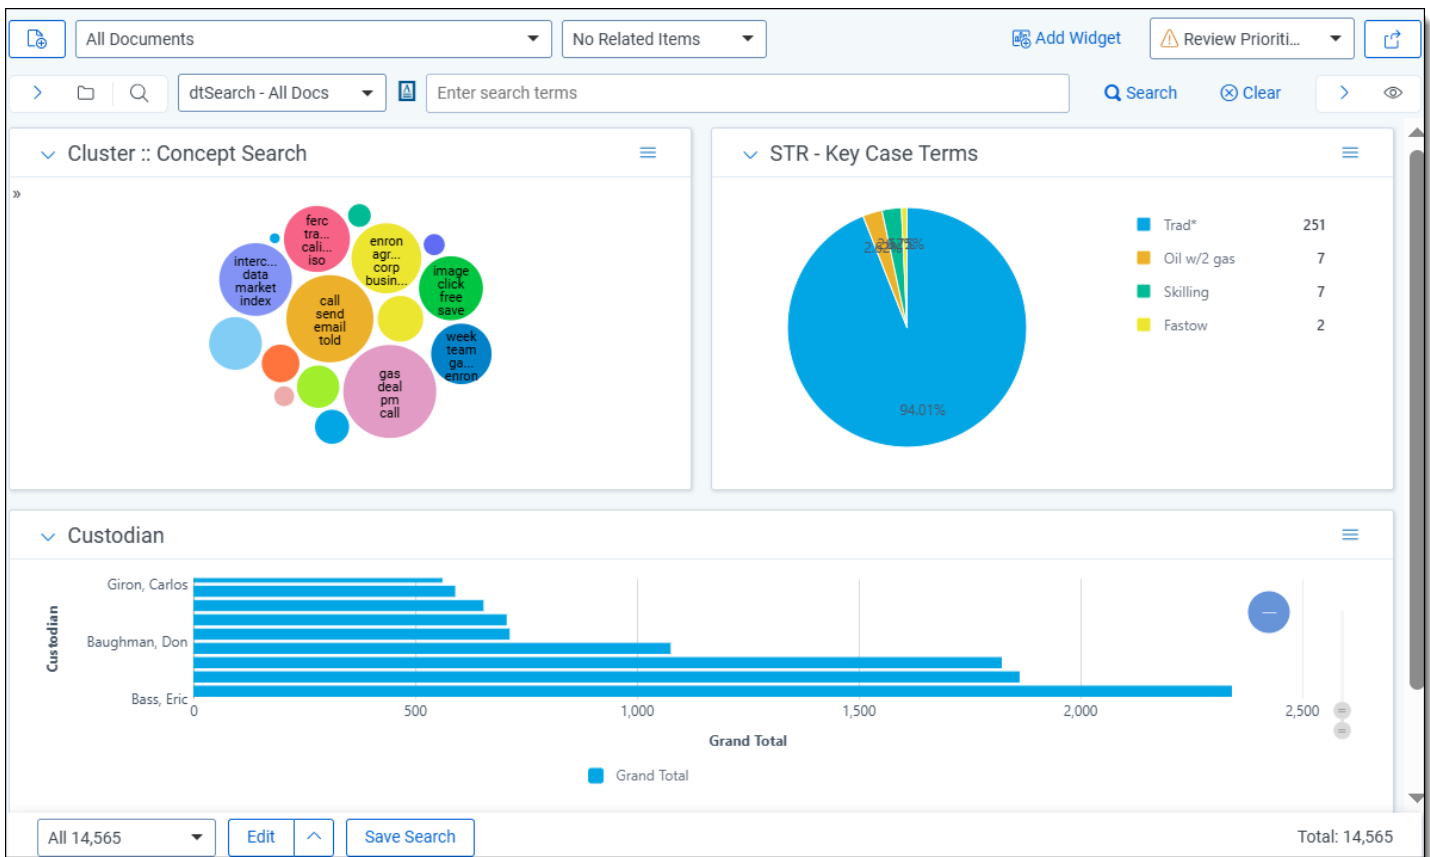 All Documents
No Related Items
Add Widget
Review Prioriti...
dtSearch - All Docs
Enter search terms
Search
Clear
Cluster :: Concept Search
»
ferc
tra...
cali...
iso
enron
agr...
corp
busin...
interc...
data
market
index
image
click
free
save
call
send
email
told
week
team
ga...
enron
gas
deal
pm
call
STR - Key Case Terms
94.01%
Trad* 251
Oil w/2 gas 7
Skilling 7
Fastow 2
Custodian
Custodian
Giron, Carlos
Baughman, Don
Bass, Eric
0 500 1,000 1,500 2,000 2,500
Grand Total
Grand Total
All 14,565
Edit
Save Search
Total: 14,565